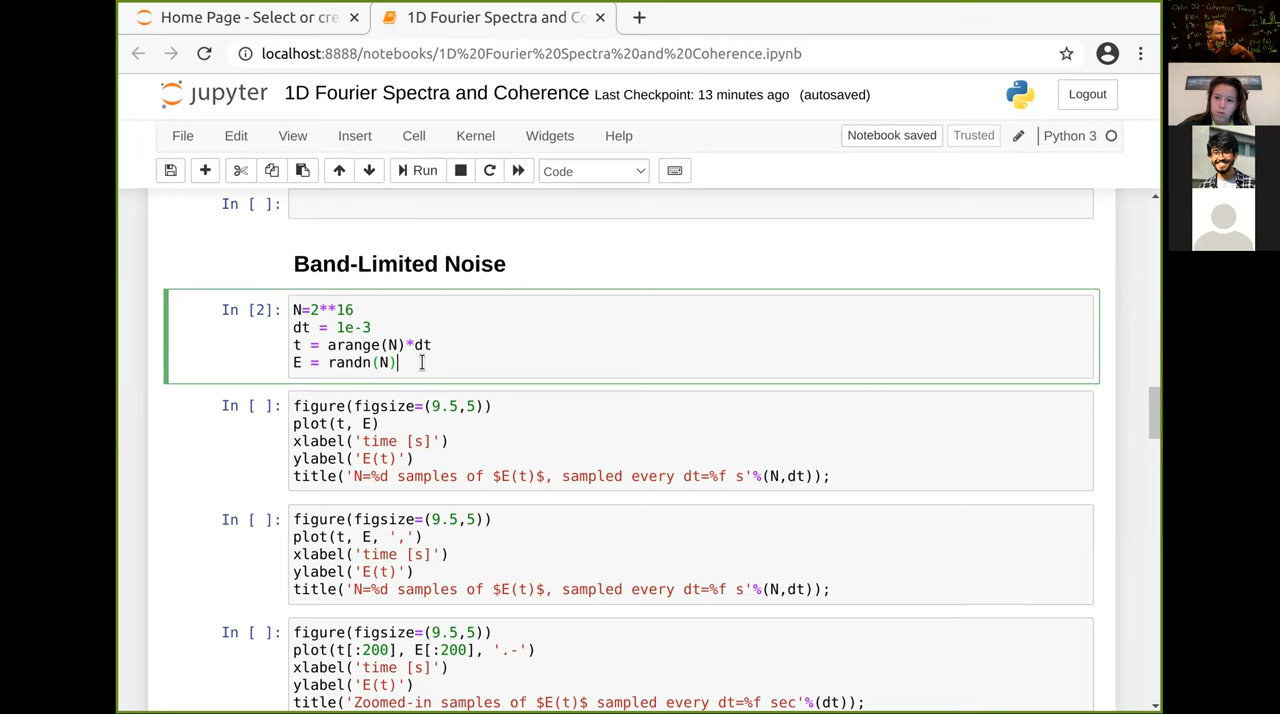 Home Page - Select or cre
1D Fourier Spectra and Co
localhost:8888/notebooks/1D%20Fourier%20Spectra%20and%20Coherence.ipynb
jupyter 1D Fourier Spectra and Coherence Last Checkpoint: 13 minutes ago (autosaved)
Logout
File Edit View Insert Cell Kernel Widgets Help
Notebook saved Trusted Python 3
Run Code
In [ ]:
Band-Limited Noise
In [2]: N=2**16
dt = 1e-3
t = arange(N)*dt
E = randn(N)
In [ ]: figure(figsize=(9.5,5))
plot(t, E)
xlabel('time [s]')
ylabel('E(t)')
title('N=%d samples of $E(t)$, sampled every dt=%f s'%(N,dt));
In [ ]: figure(figsize=(9.5,5))
plot(t, E, ',')
xlabel('time [s]')
ylabel('E(t)')
title('N=%d samples of $E(t)$, sampled every dt=%f s'%(N,dt));
In [ ]: figure(figsize=(9.5,5))
plot(t[:200], E[:200], '.-')
xlabel('time [s]')
ylabel('E(t)')
title('Zoomed-in samples of $E(t)$ sampled every dt=%f sec'%(dt));